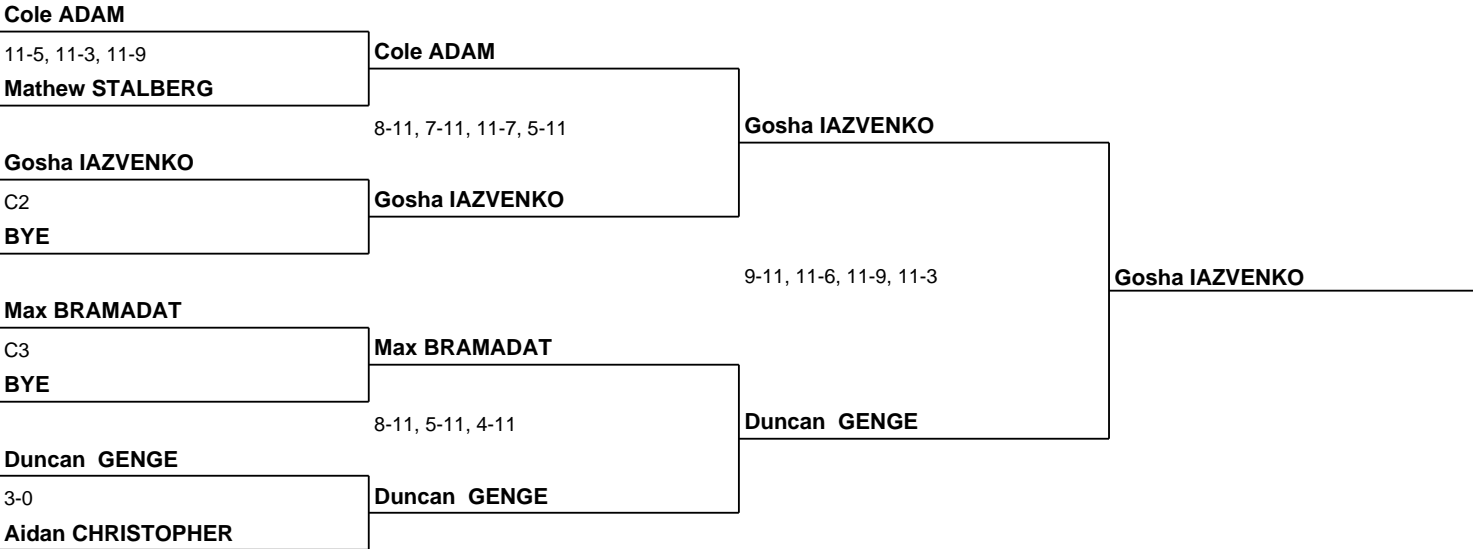 Cole ADAM
11-5, 11-3, 11-9
Cole ADAM
Mathew STALBERG
8-11, 7-11, 11-7, 5-11
Gosha IAZVENKO
Gosha IAZVENKO
C2
Gosha IAZVENKO
BYE
9-11, 11-6, 11-9, 11-3
Gosha IAZVENKO
Max BRAMADAT
C3
Max BRAMADAT
BYE
8-11, 5-11, 4-11
Duncan  GENGE
Duncan  GENGE
3-0
Duncan  GENGE
Aidan CHRISTOPHER